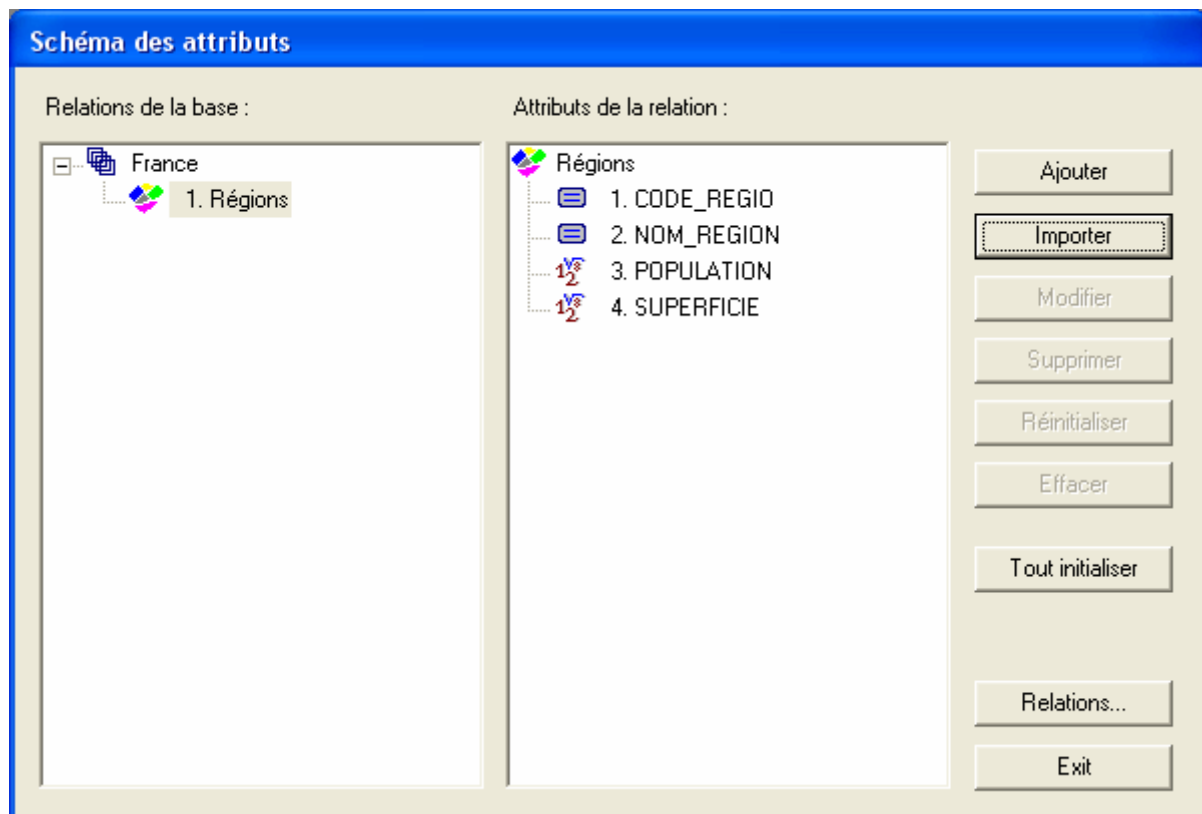 Schéma des attributs
Relations de la base :
Attributs de la relation :
France
1. Régions
Régions
1. CODE_REGIO
2. NOM_REGION
3. POPULATION
4. SUPERFICIE
Ajouter
Importer
Modifier
Supprimer
Réinitialiser
Effacer
Tout initialiser
Relations...
Exit